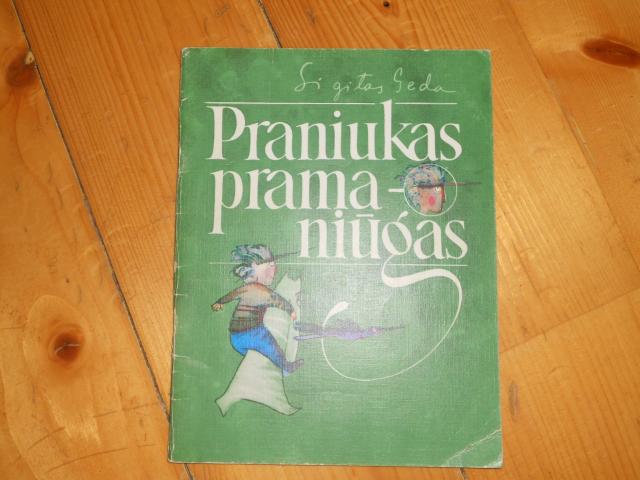 Sigitas Geda
Praniukas
prama-
niūgas